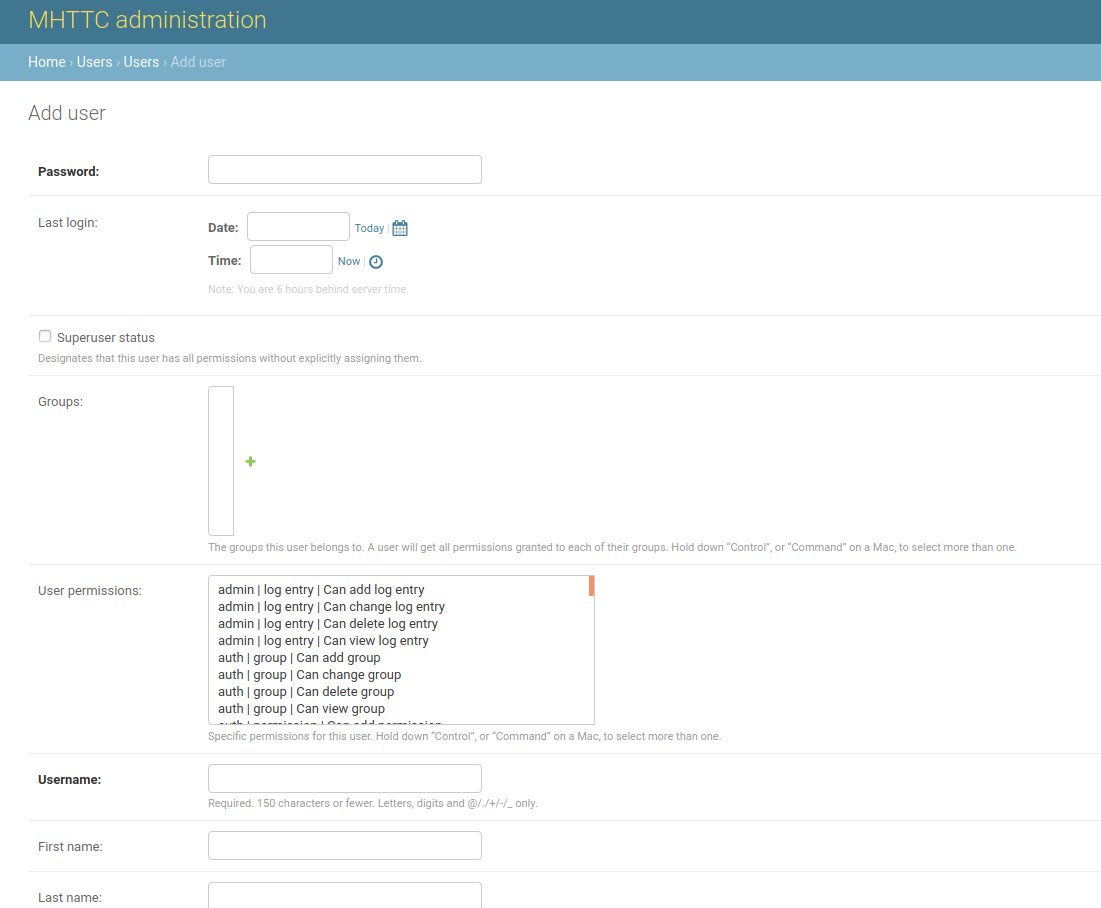 MHTTC administration
Home › Users › Users › Add user
Add user
Password:
Last login:
Date: Today |
Time: Now |
Note: You are 6 hours behind server time.
Superuser status
Designates that this user has all permissions without explicitly assigning them.
Groups:
The groups this user belongs to. A user will get all permissions granted to each of their groups. Hold down “Control”, or “Command” on a Mac, to select more than one.
User permissions:
admin | log entry | Can add log entry
admin | log entry | Can change log entry
admin | log entry | Can delete log entry
admin | log entry | Can view log entry
auth | group | Can add group
auth | group | Can change group
auth | group | Can delete group
auth | group | Can view group
auth | permission | Can add permission
Specific permissions for this user. Hold down “Control”, or “Command” on a Mac, to select more than one.
Username:
Required. 150 characters or fewer. Letters, digits and @/./+/-/_ only.
First name:
Last name: